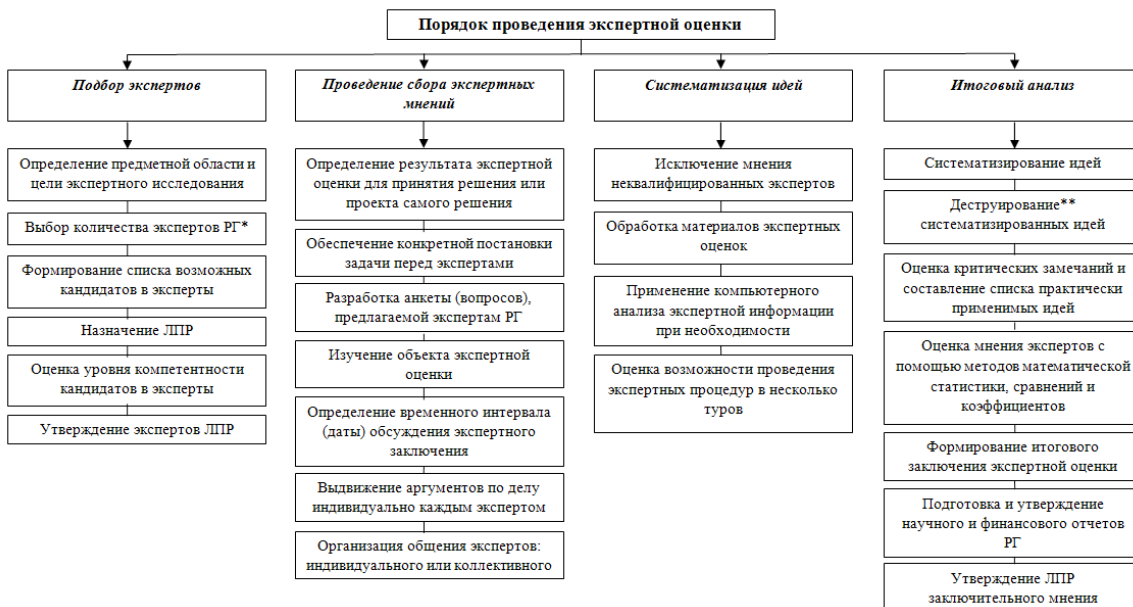 Порядок проведения экспертной оценки
Подбор экспертов
Определение предметной области и
цели экспертного исследования
Выбор количества экспертов РГ*
Формирование списка возможных
кандидатов в эксперты
Назначение ЛПР
Оценка уровня компетентности
кандидатов в эксперты
Утверждение экспертов ЛПР
Проведение сбора экспертных
мнений
Определение результата экспертной
оценки для принятия решения или
проекта самого решения
Обеспечение конкретной постановки
задачи перед экспертами
Разработка анкеты (вопросов),
предлагаемой экспертам РГ
Изучение объекта экспертной
оценки
Определение временного интервала
(даты) обсуждения экспертного
заключения
Выдвижение аргументов по делу
индивидуально каждым экспертом
Организация общения экспертов:
индивидуального или коллективного
Систематизация идей
Исключение мнения
неквалифицированных экспертов
Обработка материалов экспертных
оценок
Применение компьютерного
анализа экспертной информации
при необходимости
Оценка возможности проведения
экспертных процедур в несколько
туров
Итоговый анализ
Систематизирование идей
Деструирование**
систематизированных идей
Оценка критических замечаний и
составление списка практически
применимых идей
Оценка мнения экспертов с
помощью методов математической
статистики, сравнений и
коэффициентов
Формирование итогового
заключения экспертной оценки
Подготовка и утверждение
научного и финансового отчетов
РГ
Утверждение ЛПР
заключительного мнения